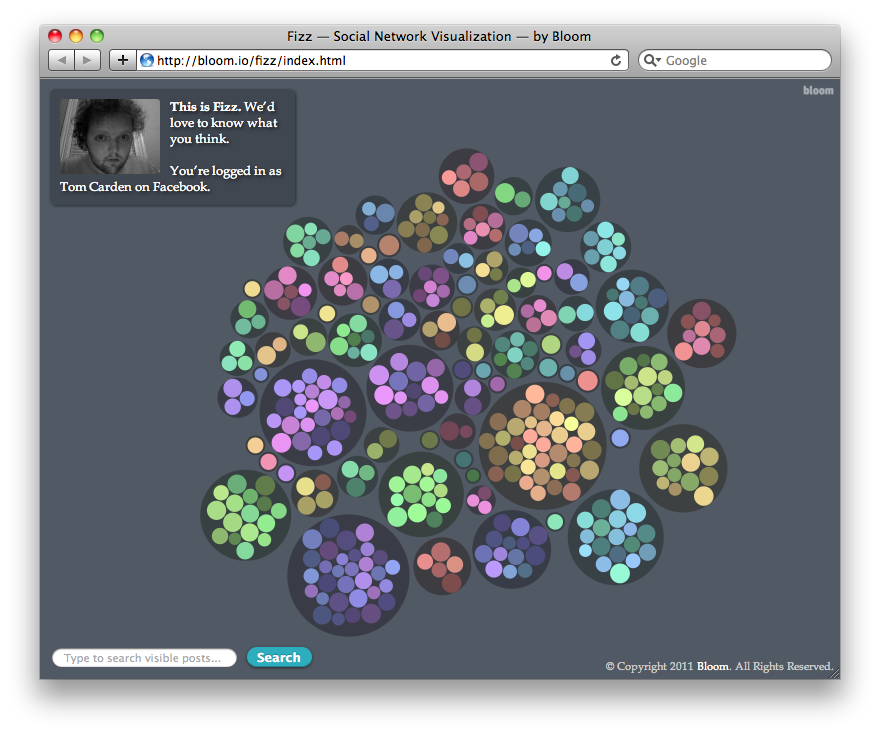 Fizz — Social Network Visualization — by Bloom
http://bloom.io/fizz/index.html
Google
bloom
This is Fizz. We’d
love to know what
you think.
You’re logged in as
Tom Carden on Facebook.
Type to search visible posts...
Search
© Copyright 2011 Bloom. All Rights Reserved.